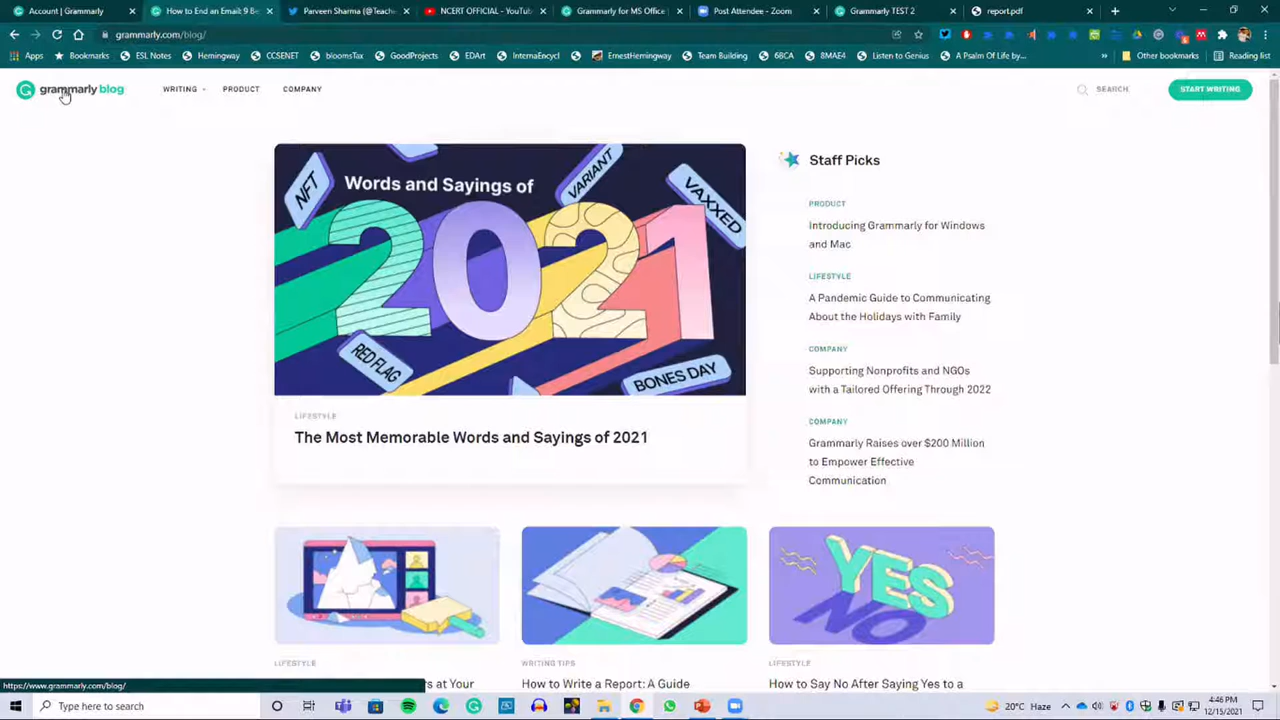 Account | Grammarly
How to End an Email: 9 Be
Parveen Sharma (@Teache
NCERT OFFICIAL - YouTub
Grammarly for MS Office
Post Attendee - Zoom
Grammarly TEST 2
report.pdf
grammarly.com/blog/
Apps
Bookmarks
ESL Notes
Hemingway
CCSENET
bloomsTax
GoodProjects
EDArt
InternaEncycl
ErnestHemingway
Team Building
6BCA
8MAE4
Listen to Genius
A Psalm Of Life by...
Other bookmarks
Reading list
grammarly blog
WRITING
PRODUCT
COMPANY
SEARCH
START WRITING
NFT
Words and Sayings of
VARIANT
VAXXED
2021
RED FLAG
BONES DAY
LIFESTYLE
The Most Memorable Words and Sayings of 2021
Staff Picks
PRODUCT
Introducing Grammarly for Windows
and Mac
LIFESTYLE
A Pandemic Guide to Communicating
About the Holidays with Family
COMPANY
Supporting Nonprofits and NGOs
with a Tailored Offering Through 2022
COMPANY
Grammarly Raises over $200 Million
to Empower Effective
Communication
YES
NO
LIFESTYLE
WRITING TIPS
LIFESTYLE
rs at Your
How to Write a Report: A Guide
How to Say No After Saying Yes to a
https://www.grammarly.com/blog/
Type here to search
20°C Haze
4:46 PM
12/15/2021